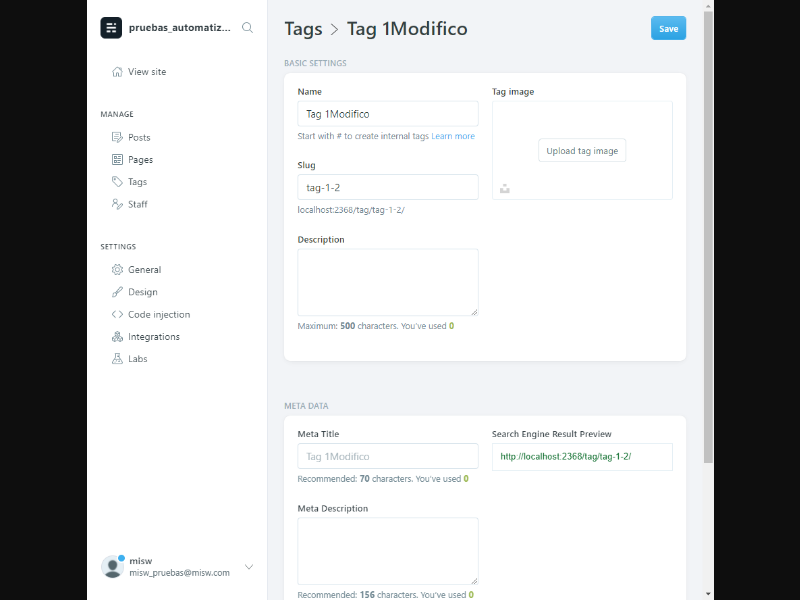 pruebas_automatiz...
View site
MANAGE
Posts
Pages
Tags
Staff
SETTINGS
General
Design
Code injection
Integrations
Labs
misw
misw_pruebas@misw.com
Tags > Tag 1Modifico
Save
BASIC SETTINGS
Name
Tag 1Modifico
Start with # to create internal tags Learn more
Slug
tag-1-2
localhost:2368/tag/tag-1-2/
Description
Maximum: 500 characters. You've used 0
Tag image
Upload tag image
META DATA
Meta Title
Tag 1Modifico
Recommended: 70 characters. You've used 0
Meta Description
Recommended: 156 characters. You've used 0
Search Engine Result Preview
http://localhost:2368/tag/tag-1-2/